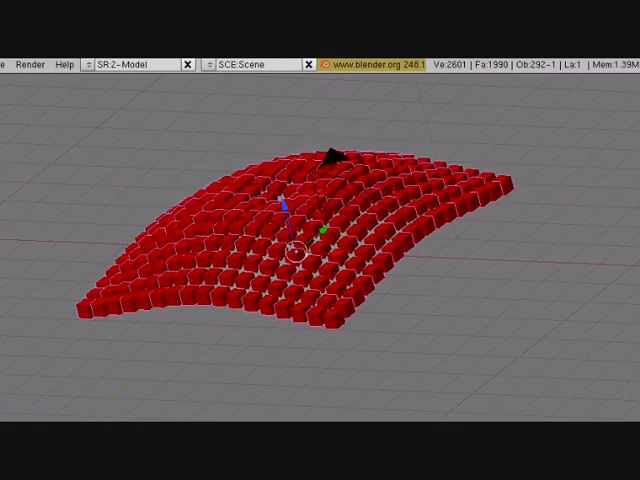 e Render Help SR:2-Model SCE:Scene www.blender.org 248.1 Ve:2601 | Fa:1990 | Ob:292-1 | La:1 | Mem:1.39M